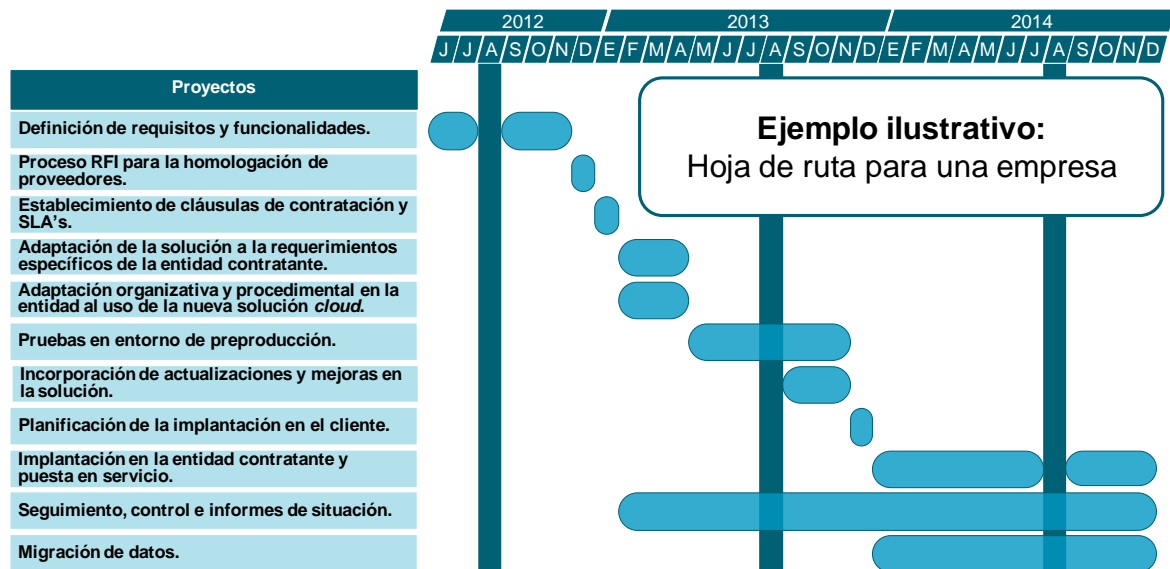 2012 2013 2014
J J A S O N D E F M A M J J A S O N D E F M A M J J A S O N D
Proyectos
Ejemplo ilustrativo:
Hoja de ruta para una empresa
Definición de requisitos y funcionalidades.
Proceso RFI para la homologación de
proveedores.
Establecimiento de cláusulas de contratación y
SLA's.
Adaptación de la solución a la requerimientos
específicos de la entidad contratante.
Adaptación organizativa y procedimental en la
entidad al uso de la nueva solución cloud.
Pruebas en entorno de preproducción.
Incorporación de actualizaciones y mejoras en
la solución.
Planificación de la implantación en el cliente.
Implantación en la entidad contratante y
puesta en servicio.
Seguimiento, control e informes de situación.
Migración de datos.